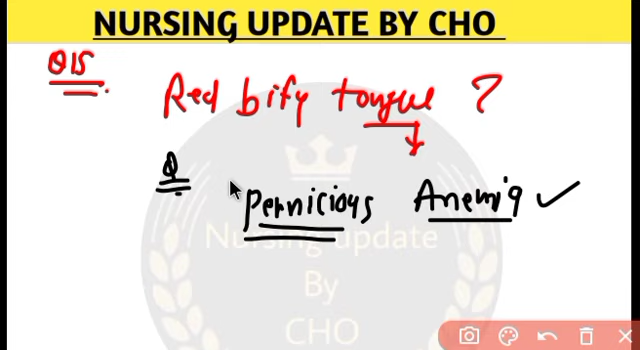 NURSING UPDATE BY CHO
Q15
Red bify tongue ?
Q
Pernicious Anemia ✓
Nursing update
By
CHO